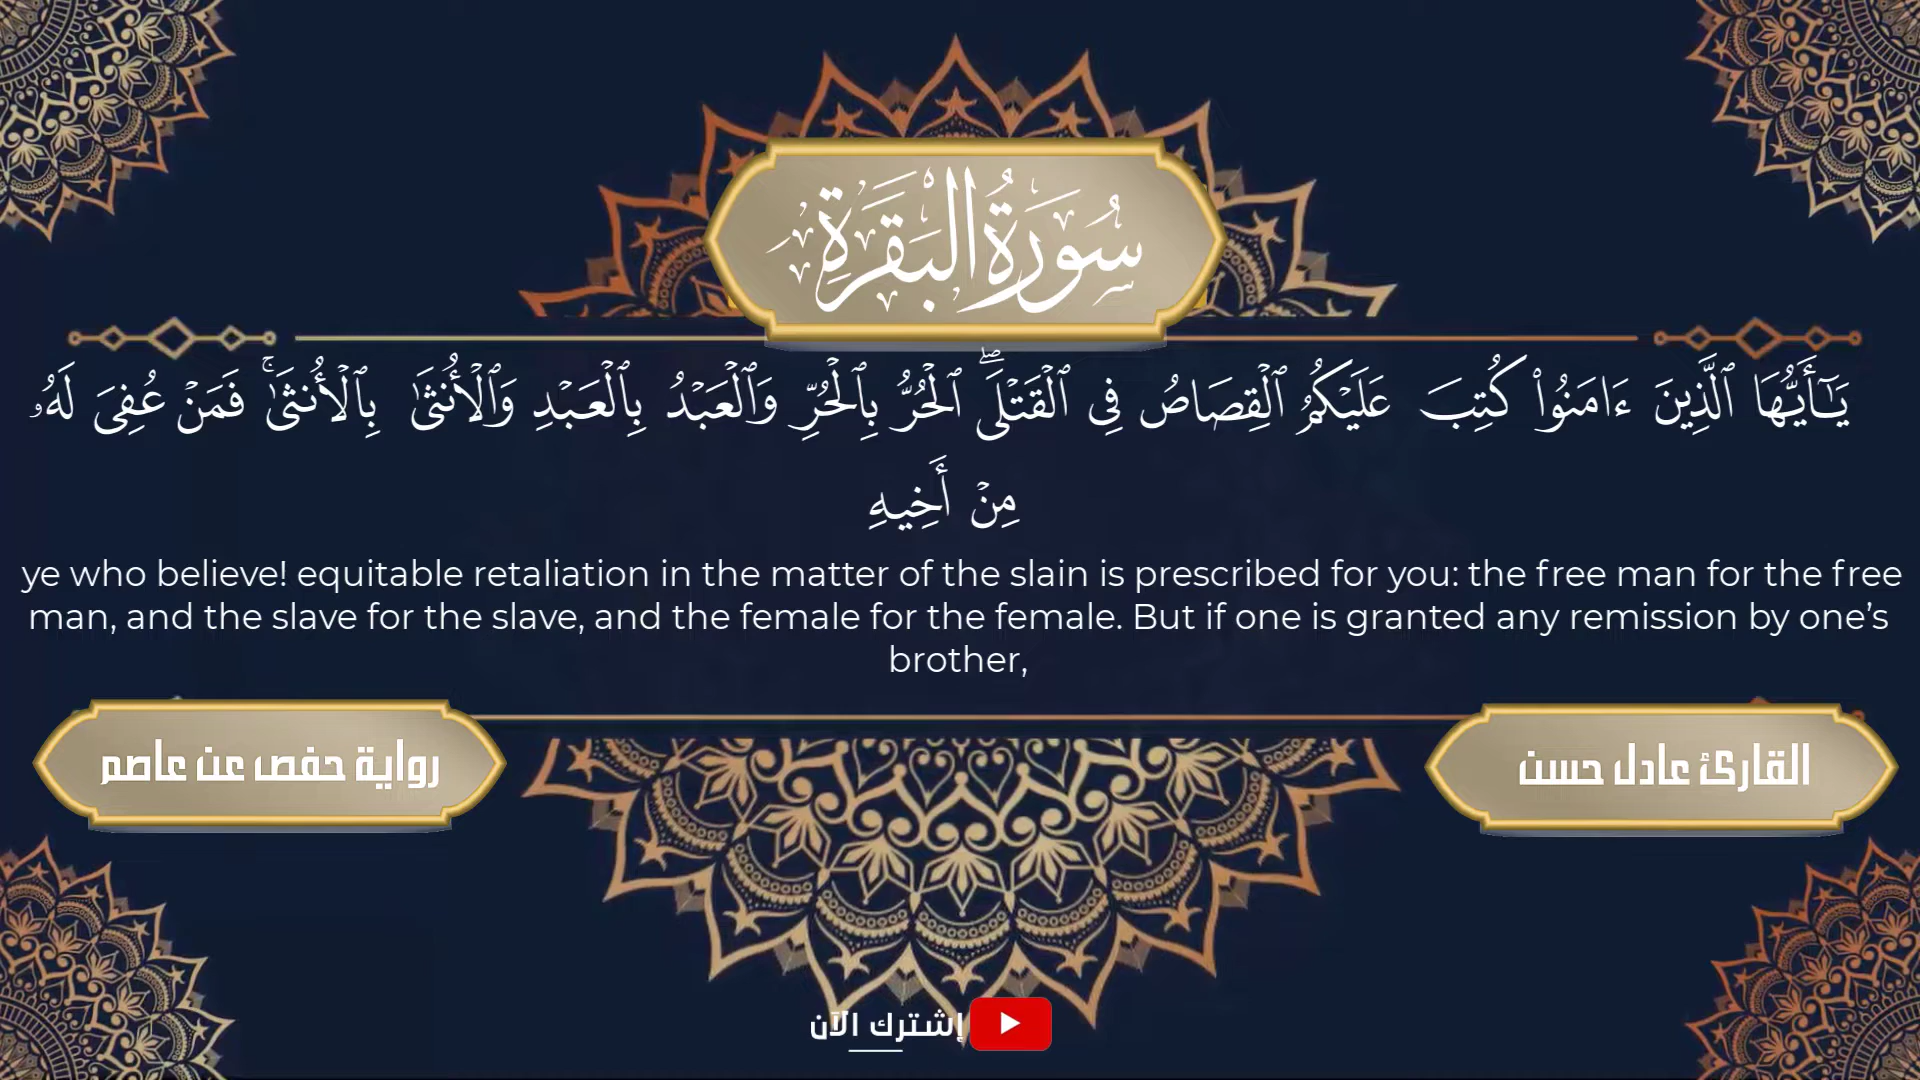 سُورَةُ الْبَقَرَةِ
يَـٰٓأَيُّهَا ٱلَّذِينَ ءَامَنُوا۟ كُتِبَ عَلَيْكُمُ ٱلْقِصَاصُ فِى ٱلْقَتْلَى ۖ ٱلْحُرُّ بِٱلْحُرِّ وَٱلْعَبْدُ بِٱلْعَبْدِ وَٱلْأُنثَىٰ بِٱلْأُنثَىٰ ۚ فَمَنْ عُفِىَ لَهُۥ
مِنْ أَخِيهِ
ye who believe! equitable retaliation in the matter of the slain is prescribed for you: the free man for the free
man, and the slave for the slave, and the female for the female. But if one is granted any remission by one’s
brother,
القارئ عادل حسن
رواية حفص عن عاصم
إشترك الآن